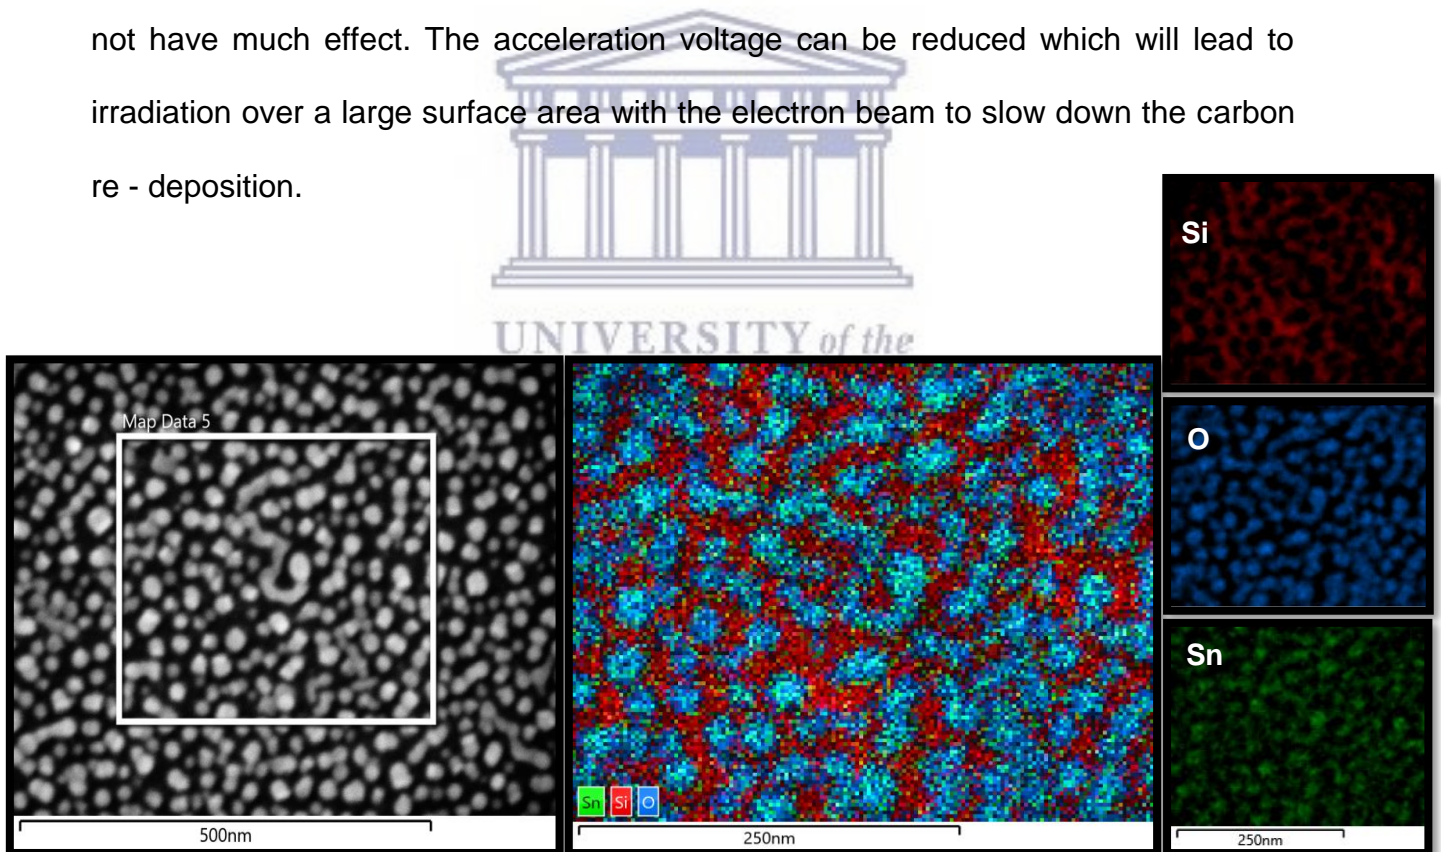 not have much effect. The acceleration voltage can be reduced which will lead to
irradiation over a large surface area with the electron beam to slow down the carbon
re - deposition.
UNIVERSITY of the
Map Data 5
500nm
Sn Si O
250nm
Si
O
Sn
250nm